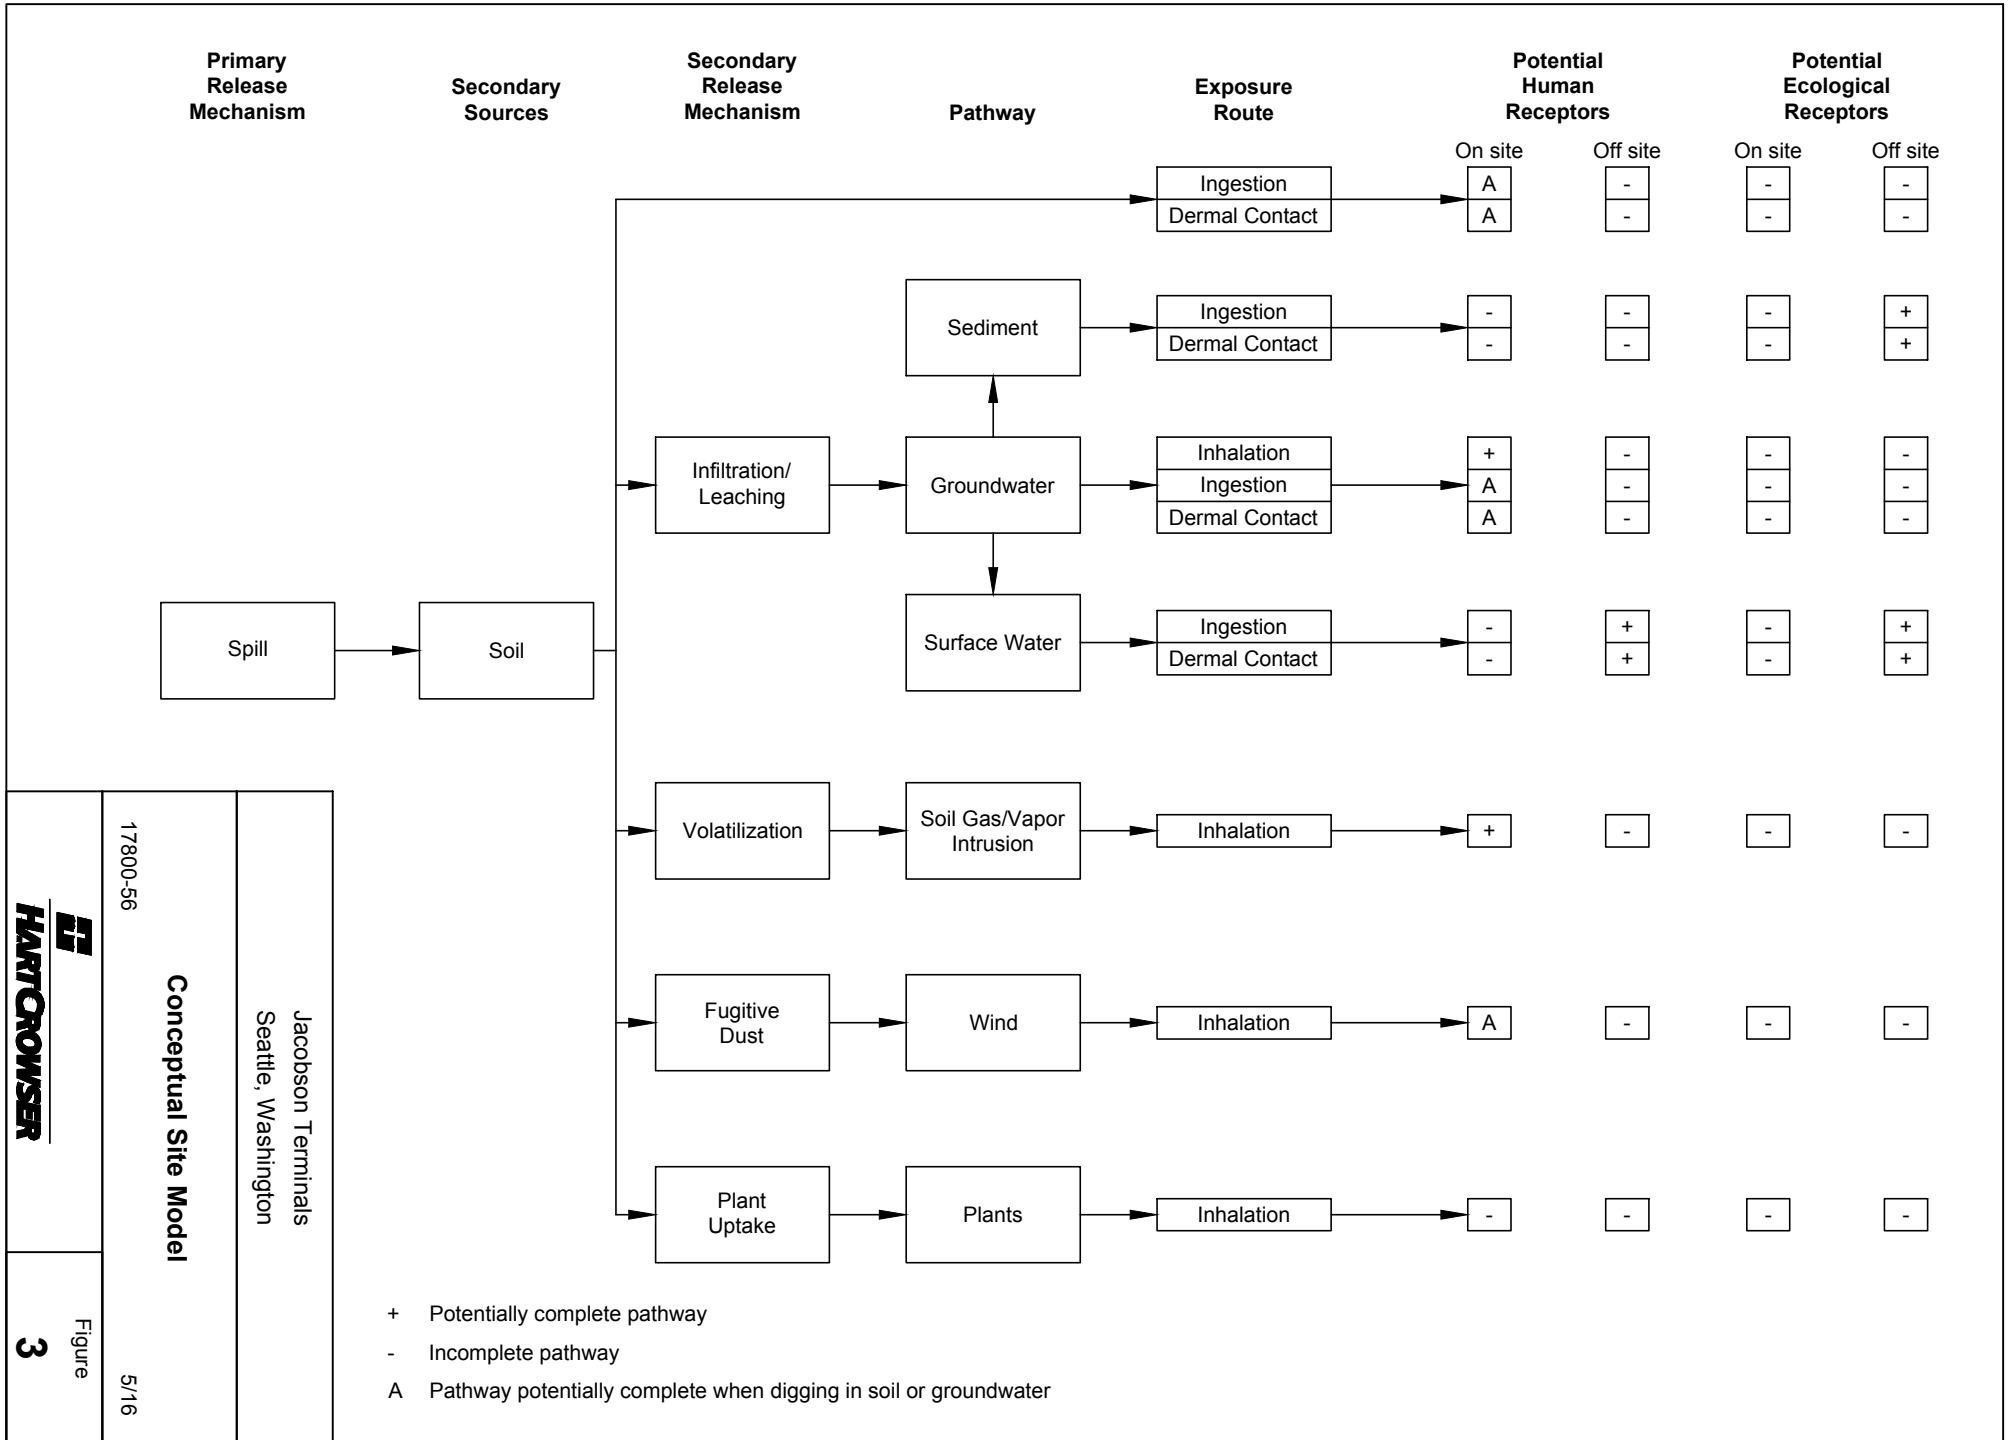 Primary
Release
Mechanism
Secondary
Sources
Secondary
Release
Mechanism
Pathway
Exposure
Route
Potential
Human
Receptors
Potential
Ecological
Receptors
On site
Off site
On site
Off site
Ingestion
A
-
-
-
Dermal Contact
A
-
-
-
Sediment
Ingestion
-
-
-
+
Dermal Contact
-
-
-
+
Infiltration/
Leaching
Groundwater
Inhalation
+
-
-
-
Ingestion
A
-
-
-
Dermal Contact
A
-
-
-
Spill
Soil
Surface Water
Ingestion
-
+
-
+
Dermal Contact
-
+
-
+
Volatilization
Soil Gas/Vapor
Intrusion
Inhalation
+
-
-
-
Fugitive
Dust
Wind
Inhalation
A
-
-
-
Plant
Uptake
Plants
Inhalation
-
-
-
-
+ Potentially complete pathway
- Incomplete pathway
A Pathway potentially complete when digging in soil or groundwater
Jacobson Terminals
Seattle, Washington
Conceptual Site Model
17800-56
5/16
HARTCROWSER
Figure
3